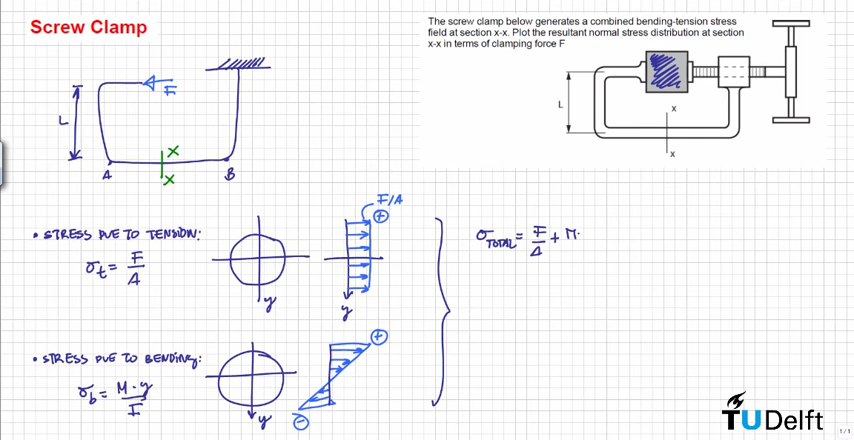 Screw Clamp
The screw clamp below generates a combined bending-tension stress
field at section x-x. Plot the resultant normal stress distribution at section
x-x in terms of clamping force F
F
L
X
X
A
B
L
x
x
F/A
+
• STRESS DUE TO TENSION:
σt = F/A
y
y
σTOTAL = F/A + M·
• STRESS DUE TO BENDING:
σb = M·y/I
+
−
y
TU Delft
1 / 1